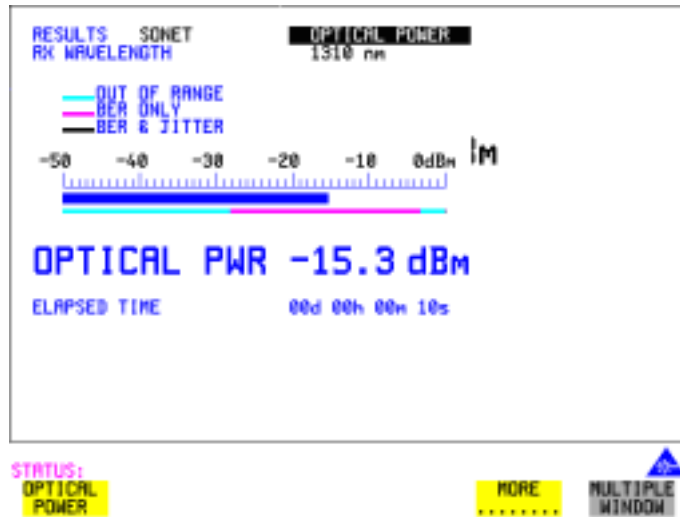 RESULTS SONET OPTICAL POWER
RX WAVELENGTH 1310 nm
OUT OF RANGE
BER ONLY
BER & JITTER
-50 -40 -30 -20 -10 0dBm
OPTICAL PWR -15.3 dBm
ELAPSED TIME 00d 00h 00m 10s
STATUS:
OPTICAL POWER
MORE ........
MULTIPLE WINDOW